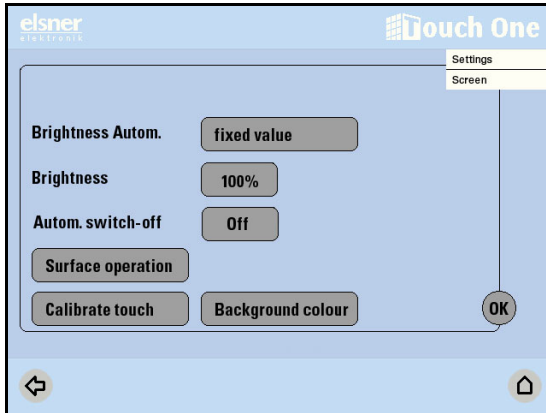 elsner
elektronik
Touch One
Settings
Screen
Brightness Autom.
fixed value
Brightness
100%
Autom. switch-off
Off
Surface operation
Calibrate touch
Background colour
OK